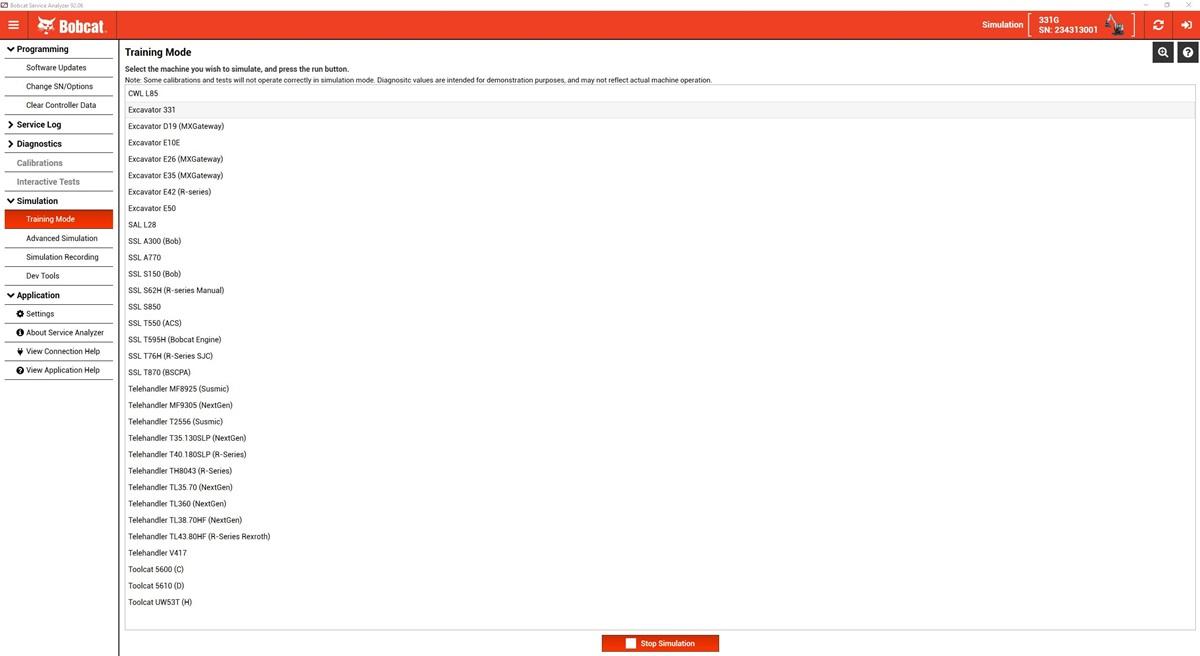 Bobcat Service Analyzer 92.06
Bobcat
Simulation
331G
SN: 234313001
Programming
Software Updates
Change SN/Options
Clear Controller Data
Service Log
Diagnostics
Calibrations
Interactive Tests
Simulation
Training Mode
Advanced Simulation
Simulation Recording
Dev Tools
Application
Settings
About Service Analyzer
View Connection Help
View Application Help
Training Mode
Select the machine you wish to simulate, and press the run button.
Note: Some calibrations and tests will not operate correctly in simulation mode. Diagnositc values are intended for demonstration purposes, and may not reflect actual machine operation.
CWL L85
Excavator 331
Excavator D19 (MXGateway)
Excavator E10E
Excavator E26 (MXGateway)
Excavator E35 (MXGateway)
Excavator E42 (R-series)
Excavator E50
SAL L28
SSL A300 (Bob)
SSL A770
SSL S150 (Bob)
SSL S62H (R-series Manual)
SSL S850
SSL T550 (ACS)
SSL T595H (Bobcat Engine)
SSL T76H (R-Series SJC)
SSL T870 (BSCPA)
Telehandler MF8925 (Susmic)
Telehandler MF9305 (NextGen)
Telehandler T2556 (Susmic)
Telehandler T35.130SLP (NextGen)
Telehandler T40.180SLP (R-Series)
Telehandler TH8043 (R-Series)
Telehandler TL35.70 (NextGen)
Telehandler TL360 (NextGen)
Telehandler TL38.70HF (NextGen)
Telehandler TL43.80HF (R-Series Rexroth)
Telehandler V417
Toolcat 5600 (C)
Toolcat 5610 (D)
Toolcat UW53T (H)
Stop Simulation